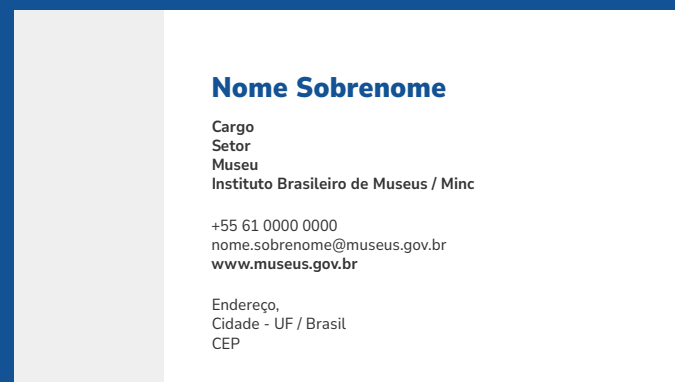 Nome Sobrenome
Cargo
Setor
Museu
Instituto Brasileiro de Museus / Minc
+55 61 0000 0000
nome.sobrenome@museus.gov.br
www.museus.gov.br
Endereço,
Cidade - UF / Brasil
CEP